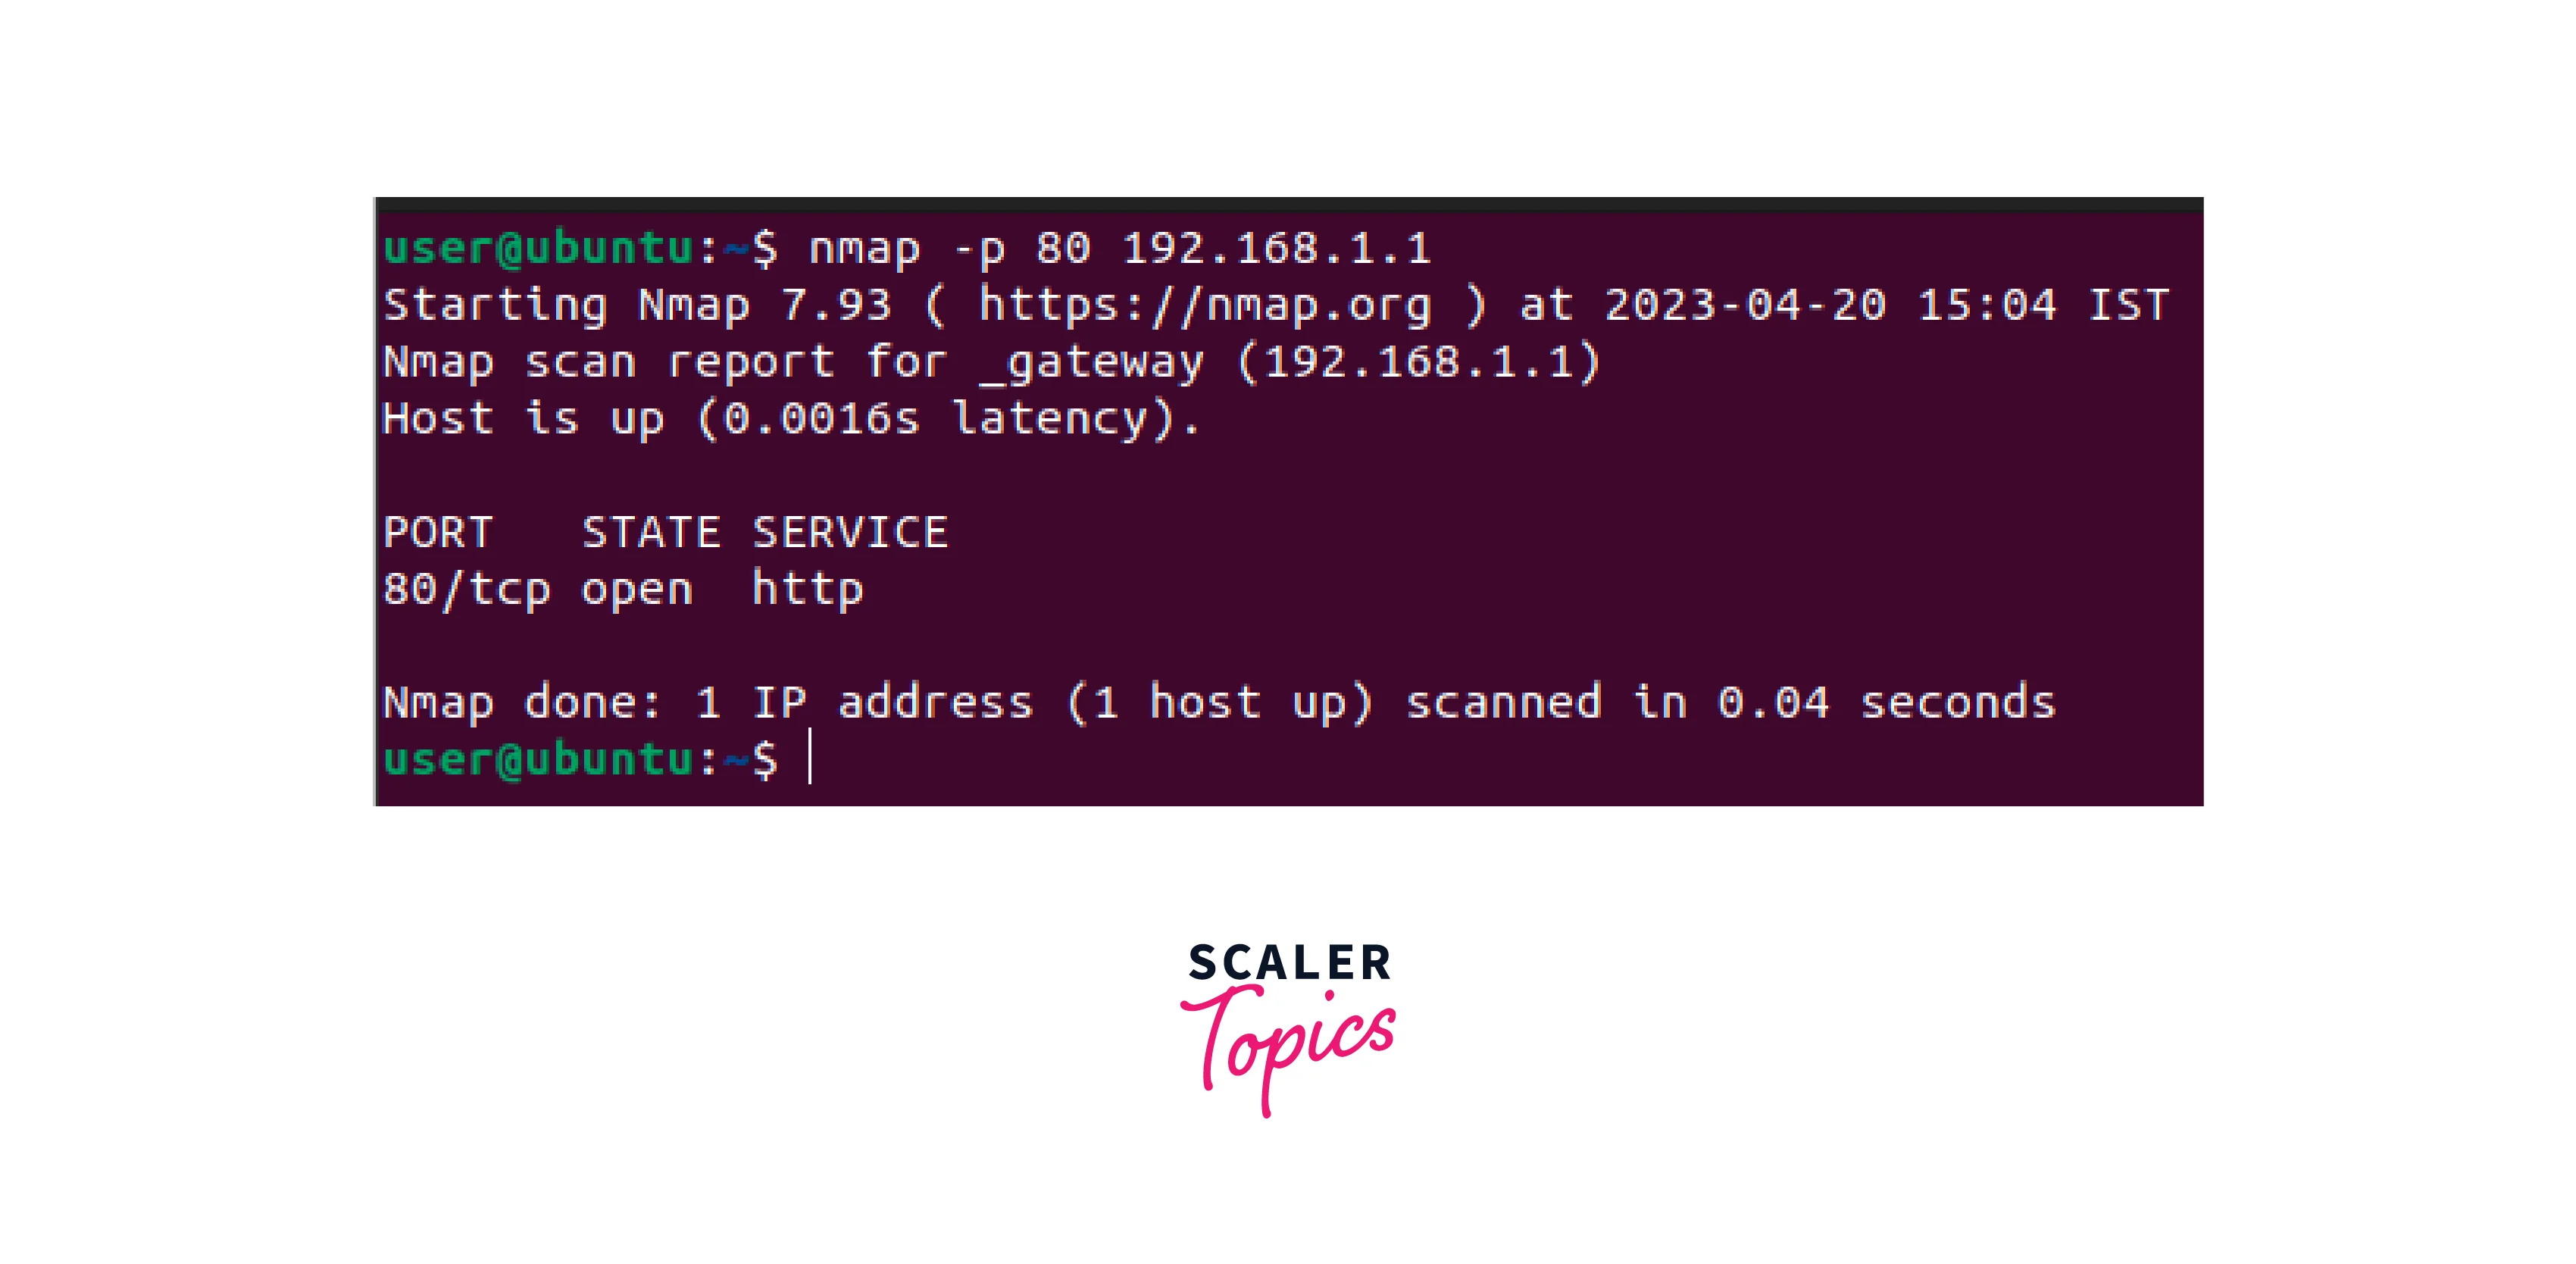 user@ubuntu:~$ nmap -p 80 192.168.1.1
Starting Nmap 7.93 ( https://nmap.org ) at 2023-04-20 15:04 IST
Nmap scan report for _gateway (192.168.1.1)
Host is up (0.0016s latency).
PORT   STATE SERVICE
80/tcp open  http
Nmap done: 1 IP address (1 host up) scanned in 0.04 seconds
user@ubuntu:~$
SCALER
Topics